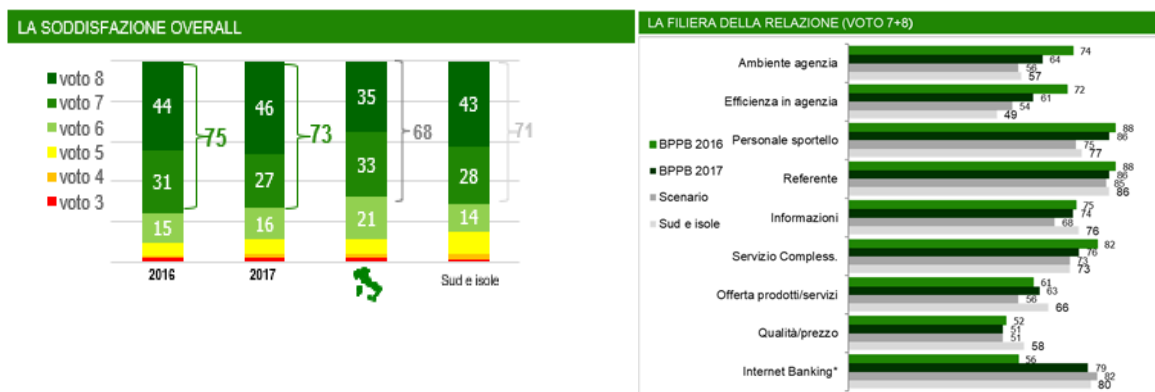 LA SODDISFAZIONE OVERALL
voto 8
voto 7
voto 6
voto 5
voto 4
voto 3
44
31
15
75
46
27
16
73
35
33
21
68
43
28
14
71
2016
2017
Sud e isole
LA FILIERA DELLA RELAZIONE (VOTO 7+8)
BPPB 2016
BPPB 2017
Scenario
Sud e isole
Ambiente agenzia
74
64
56
57
Efficienza in agenzia
72
61
54
49
Personale sportello
88
86
75
77
Referente
88
86
85
86
Informazioni
75
74
68
76
Servizio Compless.
82
76
73
73
Offerta prodotti/servizi
61
63
56
66
Qualità/prezzo
52
51
51
58
Internet Banking*
56
79
82
80